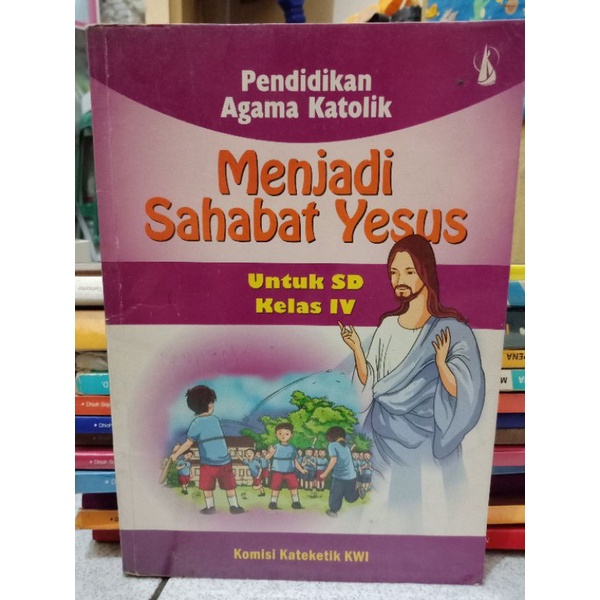 Pendidikan
Agama Katolik
Menjadi
Sahabat Yesus
Untuk SD
Kelas IV
Komisi Kateketik KWI